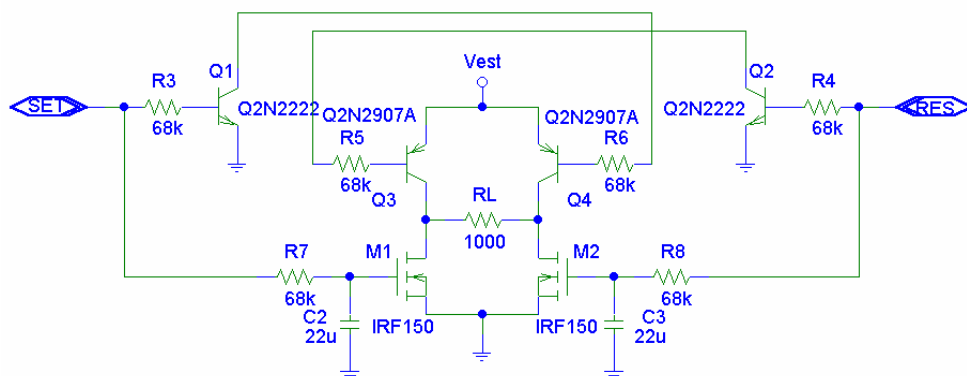 Vest
R3
Q1
Q2
R4
SET
RES
68k
Q2N2222
Q2N2907A
Q2N2907A
Q2N2222
68k
R5
R6
68k
68k
Q3
Q4
RL
1000
R7
M1
M2
R8
68k
68k
C2
22u
IRF150
IRF150
C3
22u